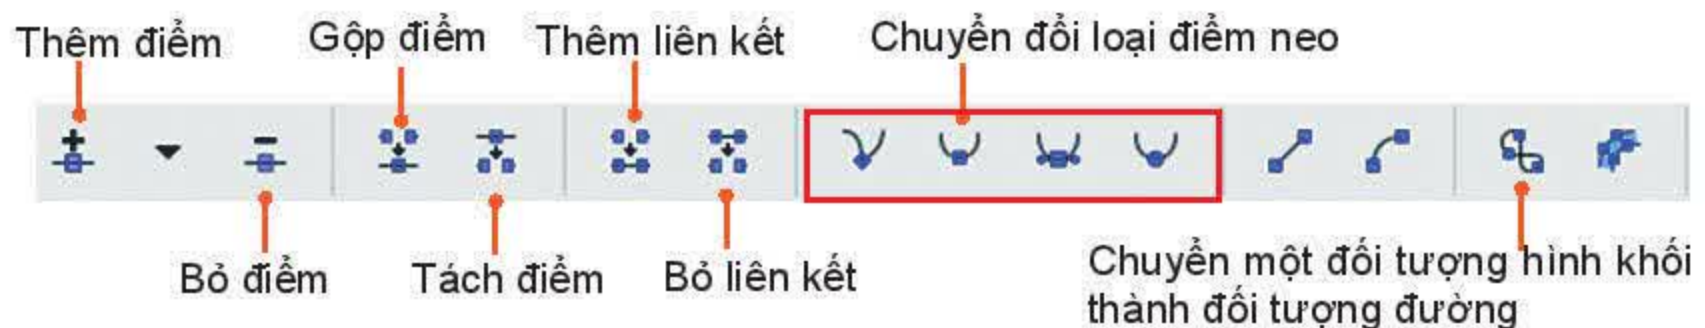 Thêm điểm
Gộp điểm
Thêm liên kết
Chuyển đổi loại điểm neo
Bỏ điểm
Tách điểm
Bỏ liên kết
Chuyển một đối tượng hình khối
thành đối tượng đường